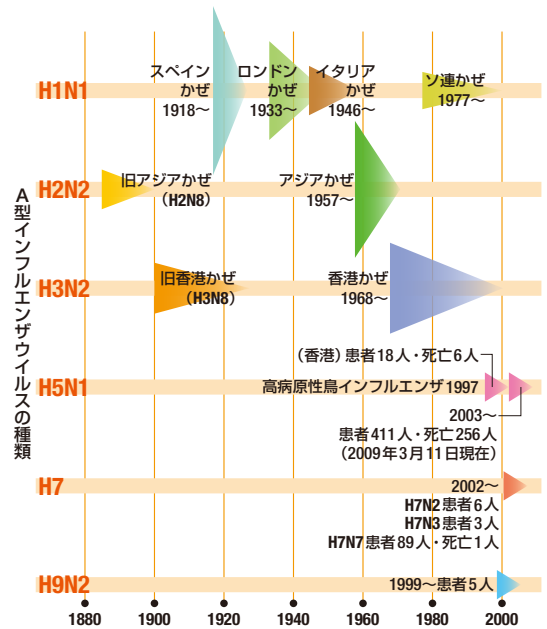 A型インフルエンザウイルスの種類
H1N1
スペイン
かぜ
1918〜
ロンドン
かぜ
1933〜
イタリア
かぜ
1946〜
ソ連かぜ
1977〜
H2N2
旧アジアかぜ
（H2N8）
アジアかぜ
1957〜
H3N2
旧香港かぜ
（H3N8）
香港かぜ
1968〜
H5N1
（香港）患者18人・死亡6人
高病原性鳥インフルエンザ1997
2003〜
患者411人・死亡256人
（2009年3月11日現在）
H7
2002〜
H7N2患者6人
H7N3患者3人
H7N7患者89人・死亡1人
H9N2
1999〜患者5人
1880 1900 1920 1940 1960 1980 2000